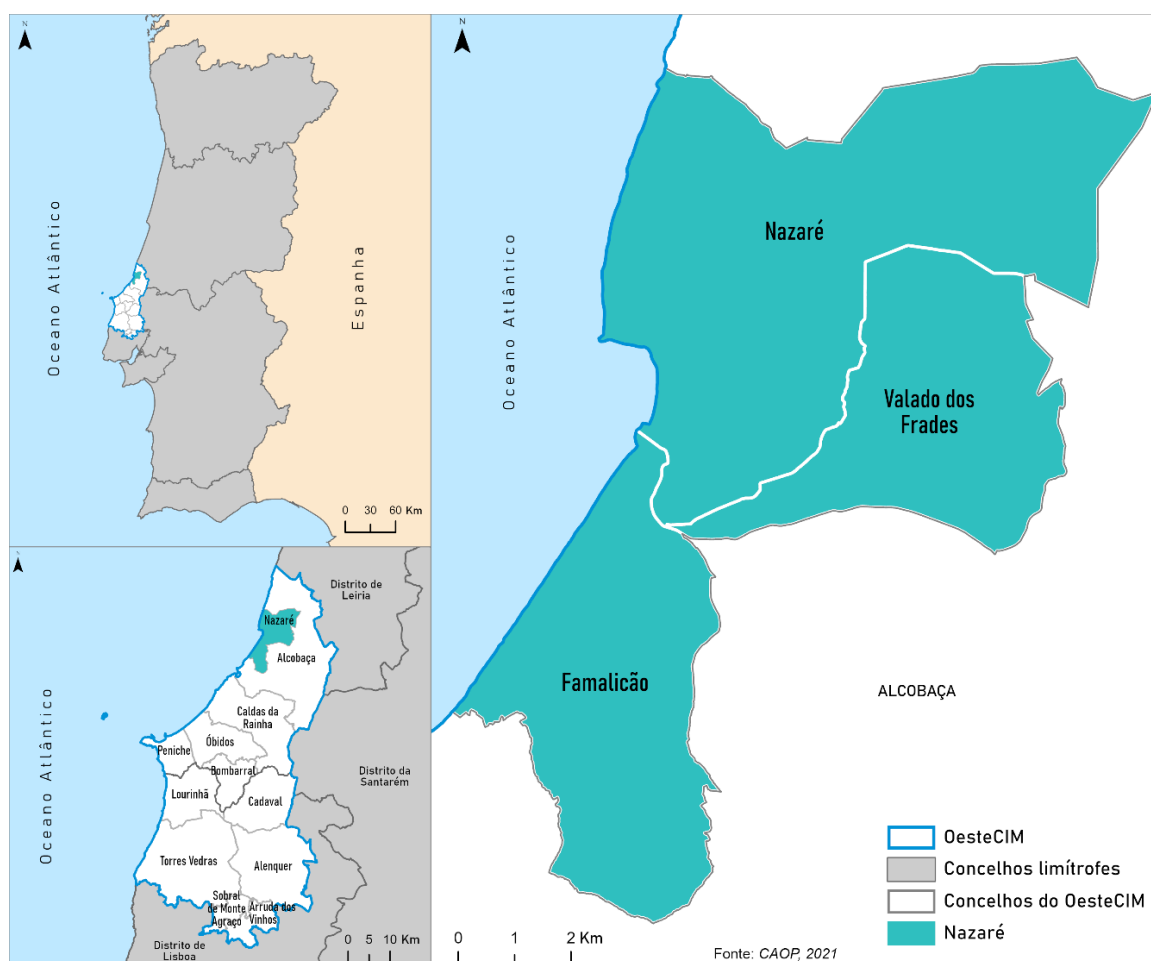 N
Oceano Atlântico
Espanha
0 30 60 Km
N
Distrito de
Leiria
Nazaré
Alcobaça
Caldas da
Rainha
Óbidos
Peniche
Bombarral
Lourinhã
Cadaval
Distrito da
Santarém
Oceano Atlântico
Torres Vedras
Alenquer
Sobral
de Monte
Agraço
Arruda dos
Vinhos
Distrito de
Lisboa
0 5 10 Km
N
Oceano Atlântico
Nazaré
Valado dos
Frades
Famalicão
ALCOBAÇA
OesteCIM
Concelhos limítrofes
Concelhos do OesteCIM
Nazaré
0 1 2 Km
Fonte: CAOP, 2021